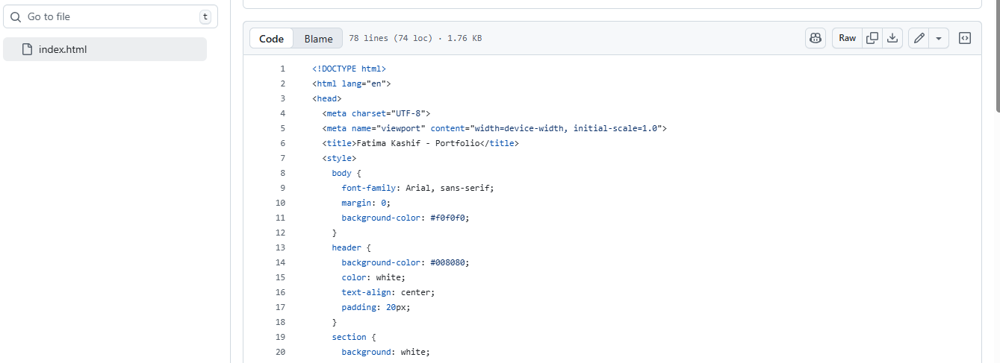 Go to file
t
index.html
Code
Blame
78 lines (74 loc) · 1.76 KB
Raw
1 <!DOCTYPE html>
2 <html lang="en">
3 <head>
4 <meta charset="UTF-8">
5 <meta name="viewport" content="width=device-width, initial-scale=1.0">
6 <title>Fatima Kashif - Portfolio</title>
7 <style>
8 body {
9 font-family: Arial, sans-serif;
10 margin: 0;
11 background-color: #f0f0f0;
12 }
13 header {
14 background-color: #008080;
15 color: white;
16 text-align: center;
17 padding: 20px;
18 }
19 section {
20 background: white;